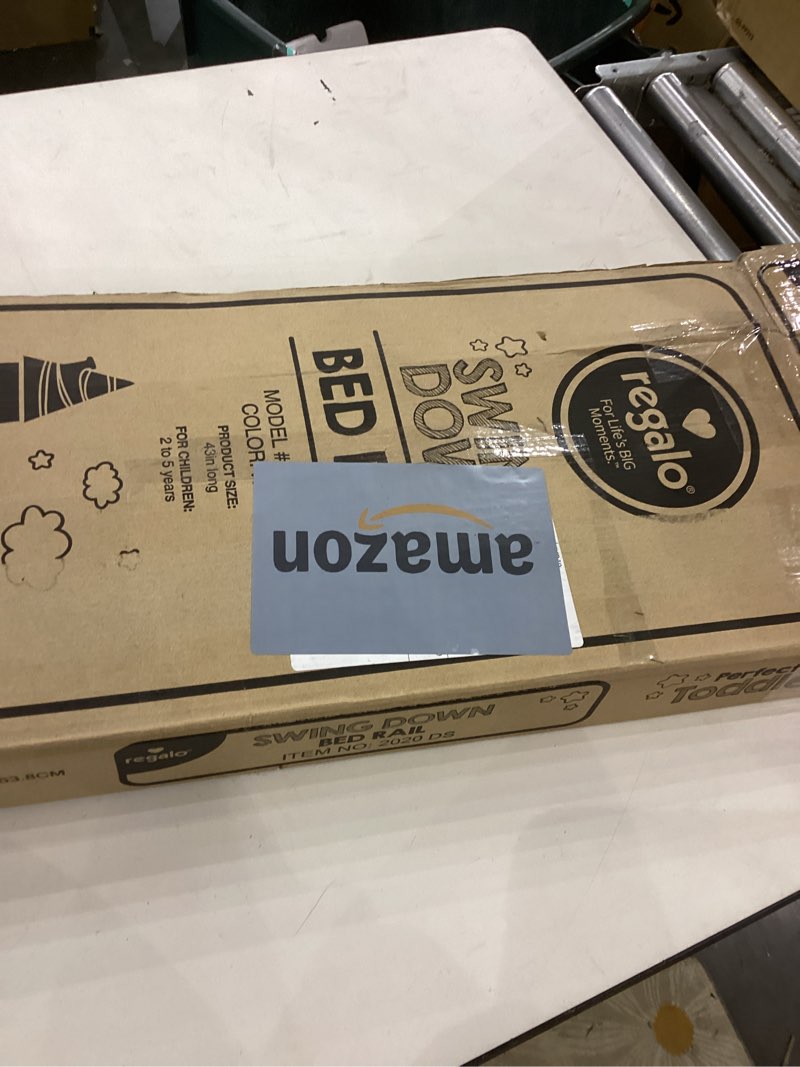 regalo®
For Life's BIG
Moments.™
SWI
DOW
BED
MODEL #
COLOR:
PRODUCT SIZE:
43in long
FOR CHILDREN:
2 to 5 years
amazon
regalo
SWING DOWN
BED RAIL
ITEM NO: 2020 DS
53.8CM
Perfect
Toddle